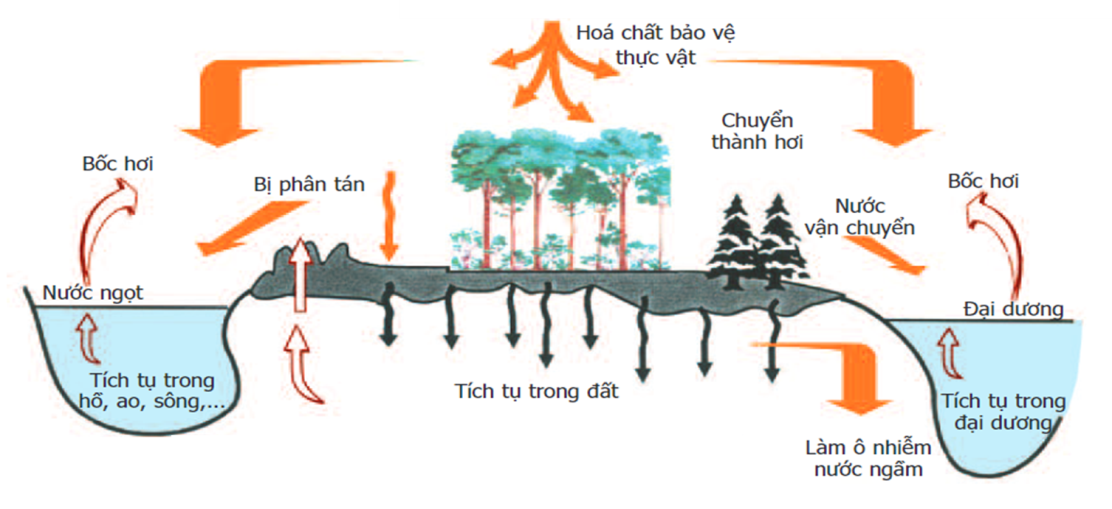 Hoá chất bảo vệ
thực vật
Chuyển
thành hơi
Bốc hơi
Bị phân tán
Bốc hơi
Nước
vận chuyển
Nước ngọt
Đại dương
Tích tụ trong
hồ, ao, sông,...
Tích tụ trong đất
Tích tụ trong
đại dương
Làm ô nhiễm
nước ngầm